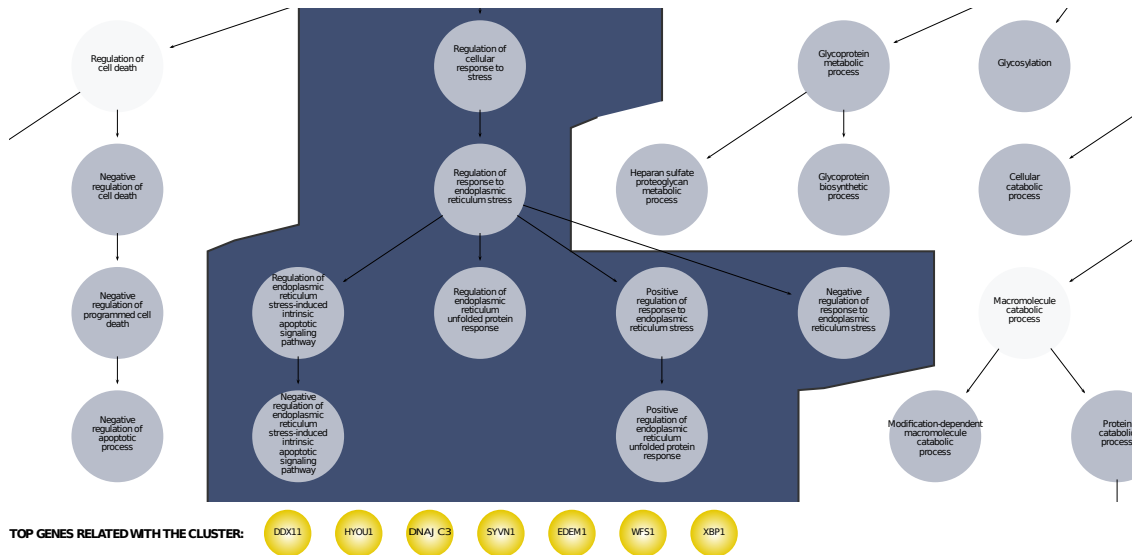 Regulation of
cell death
Regulation of
cellular
response to
stress
Glycoprotein
metabolic
process
Glycosylation
Negative
regulation of
cell death
Regulation of
response to
endoplasmic
reticulum stress
Heparan sulfate
proteoglycan
metabolic
process
Glycoprotein
biosynthetic
process
Cellular
catabolic
process
Negative
regulation of
programmed cell
death
Regulation of
endoplasmic
reticulum
stress-induced
intrinsic
apoptotic
signaling
pathway
Regulation of
endoplasmic
reticulum
unfolded protein
response
Positive
regulation of
response to
endoplasmic
reticulum stress
Negative
regulation of
response to
endoplasmic
reticulum stress
Macromolecule
catabolic
process
Negative
regulation of
apoptotic
process
Negative
regulation of
endoplasmic
reticulum
stress-induced
intrinsic
apoptotic
signaling
pathway
Positive
regulation of
endoplasmic
reticulum
unfolded protein
response
Modification-dependent
macromolecule
catabolic
process
Protein
catabolic
process
TOP GENES RELATED WITH THE CLUSTER:
DDX11
HYOU1
DNAJC3
SYVN1
EDEM1
WFS1
XBP1